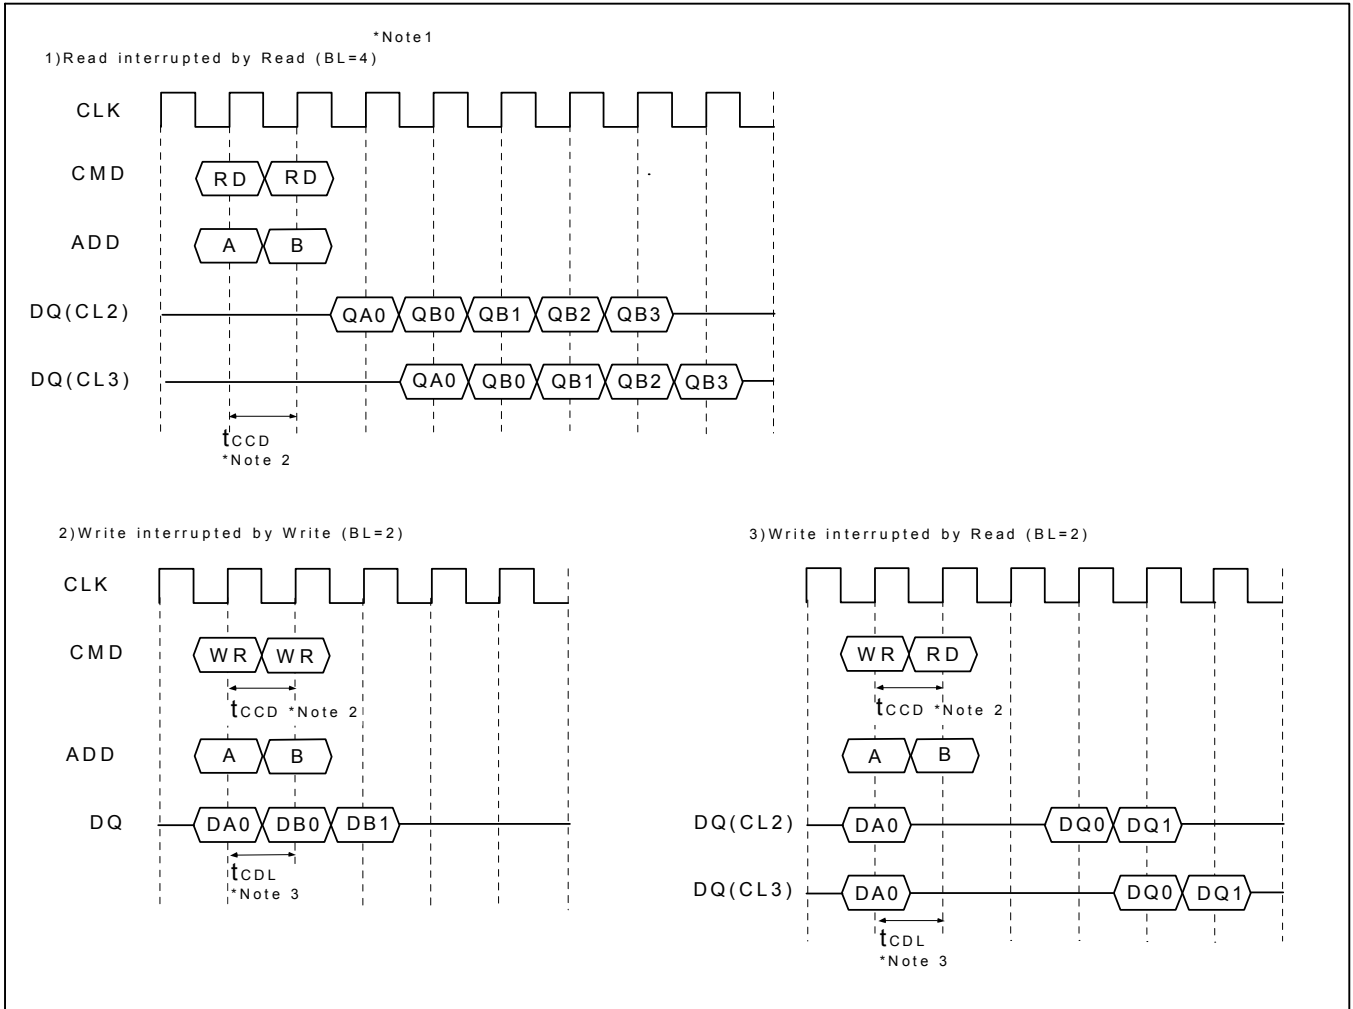 *Note1
1)Read interrupted by Read (BL=4)
CLK
CMD RD RD
ADD A B
DQ(CL2) QA0 QB0 QB1 QB2 QB3
DQ(CL3) QA0 QB0 QB1 QB2 QB3
tCCD
*Note 2
2)Write interrupted by Write (BL=2)
CLK
CMD WR WR
tCCD *Note 2
ADD A B
DQ DA0 DB0 DB1
tCDL
*Note 3
3)Write interrupted by Read (BL=2)
WR RD
tCCD *Note 2
A B
DQ(CL2) DA0 DQ0 DQ1
DQ(CL3) DA0 DQ0 DQ1
tCDL
*Note 3